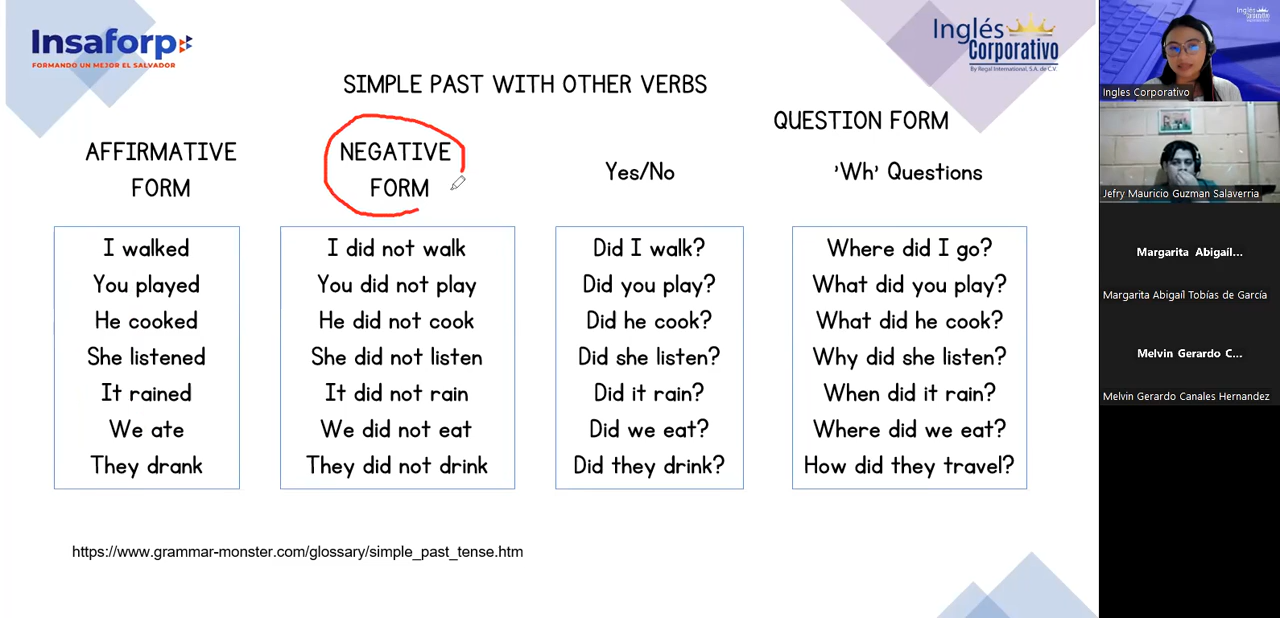 Insaforp
FORMANDO UN MEJOR EL SALVADOR
Inglés
Corporativo
By Regal International, S.A. de C.V.
SIMPLE PAST WITH OTHER VERBS
AFFIRMATIVE
FORM
I walked
You played
He cooked
She listened
It rained
We ate
They drank
NEGATIVE
FORM
I did not walk
You did not play
He did not cook
She did not listen
It did not rain
We did not eat
They did not drink
QUESTION FORM
Yes/No
Did I walk?
Did you play?
Did he cook?
Did she listen?
Did it rain?
Did we eat?
Did they drink?
'Wh' Questions
Where did I go?
What did you play?
What did he cook?
Why did she listen?
When did it rain?
Where did we eat?
How did they travel?
https://www.grammar-monster.com/glossary/simple_past_tense.htm
Ingles Corporativo
Jefry Mauricio Guzman Salaverria
Margarita Abigaíl...
Margarita Abigaíl Tobías de García
Melvin Gerardo C...
Melvin Gerardo Canales Hernandez